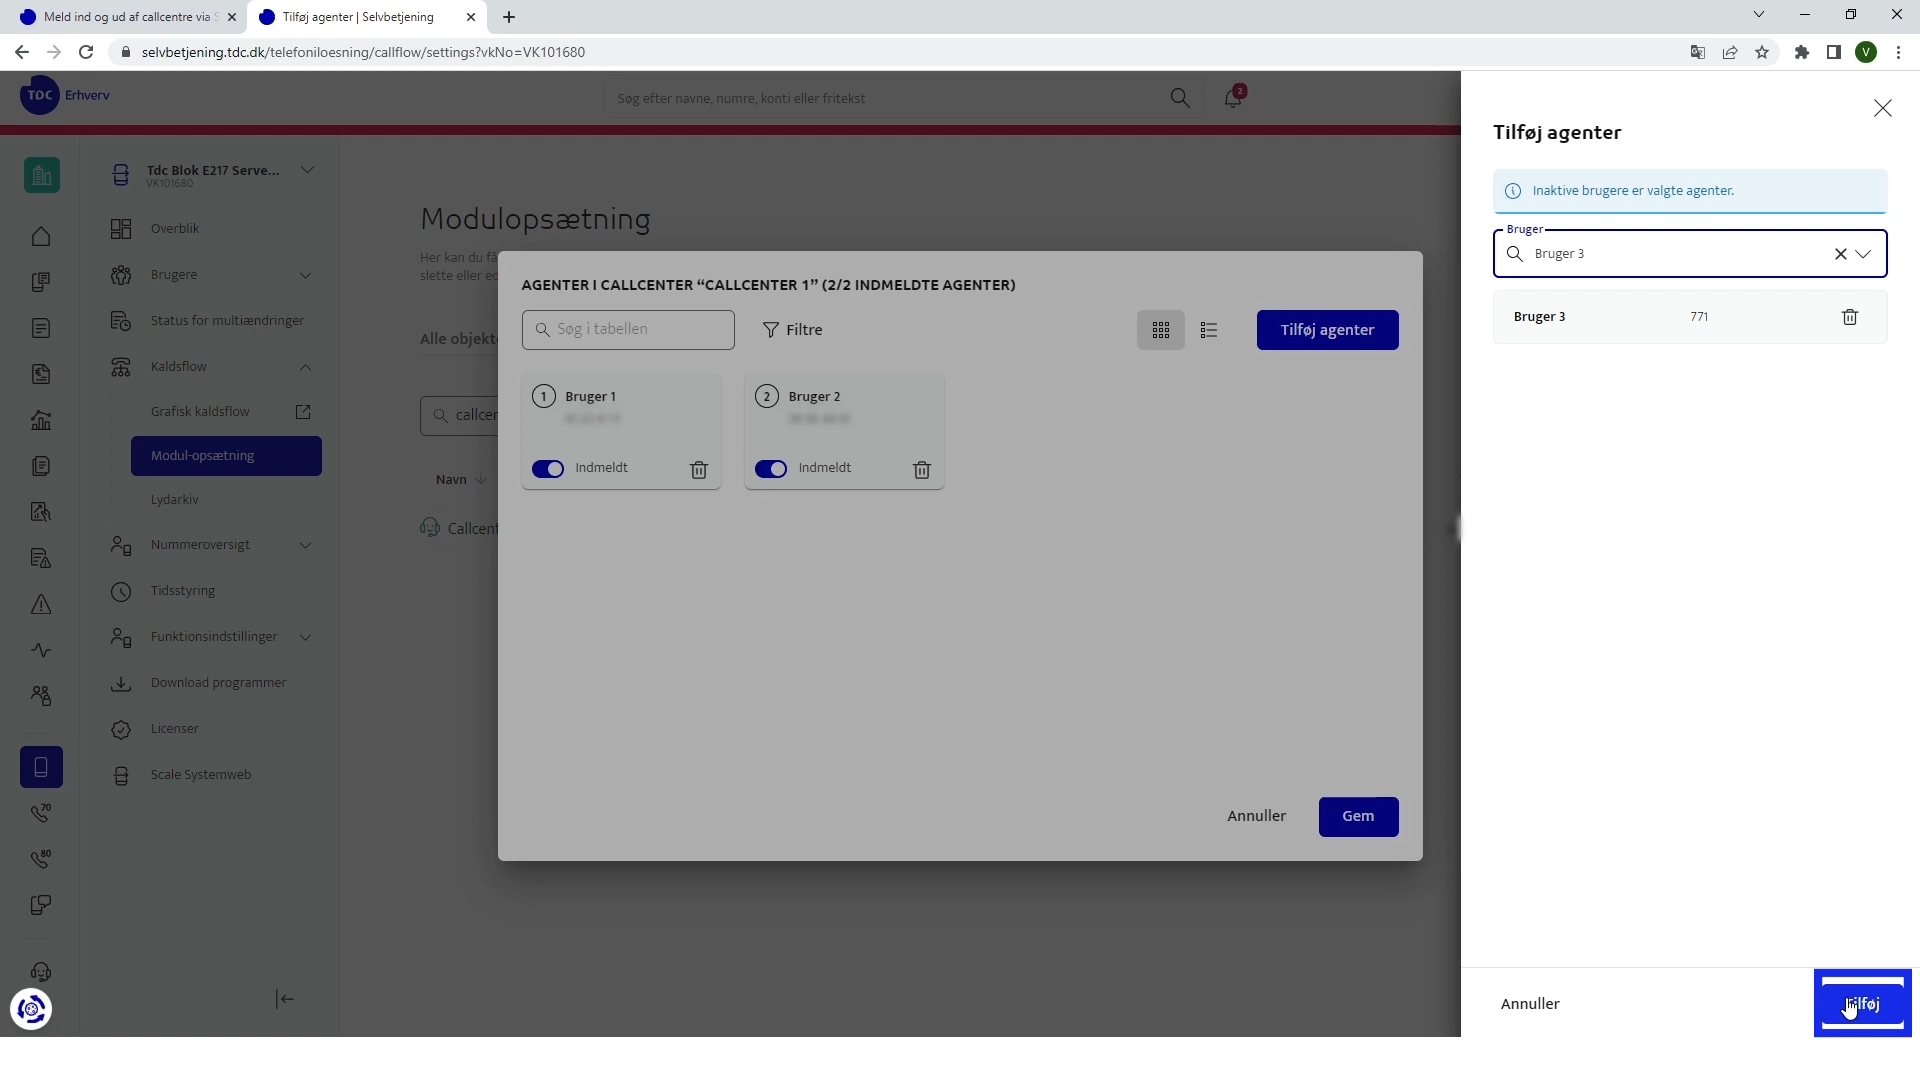 Meld ind og ud af callcentre via S
Tilføj agenter | Selvbetjening
selvbetjening.tdc.dk/telefoniloesning/callflow/settings?vkNo=VK101680
V
TDC Erhverv
Søg efter navne, numre, konti eller fritekst
2
Tdc Blok E217 Serve...
VK101680
Overblik
Brugere
Status for multiændringer
Kaldsflow
Grafisk kaldsflow
Modul-opsætning
Lydarkiv
Nummeroversigt
Tidsstyring
Funktionsindstillinger
Download programmer
Licenser
Scale Systemweb
70
80
Modulopsætning
Her kan du få
slette eller ed
Alle objekte
callcen
Navn
Callcent
AGENTER I CALLCENTER “CALLCENTER 1” (2/2 INDMELDTE AGENTER)
Søg i tabellen
Filtre
Tilføj agenter
1 Bruger 1
Indmeldt
2 Bruger 2
Indmeldt
Annuller
Gem
Tilføj agenter
Inaktive brugere er valgte agenter.
Bruger
Bruger 3
Bruger 3 771
Annuller
Tilføj